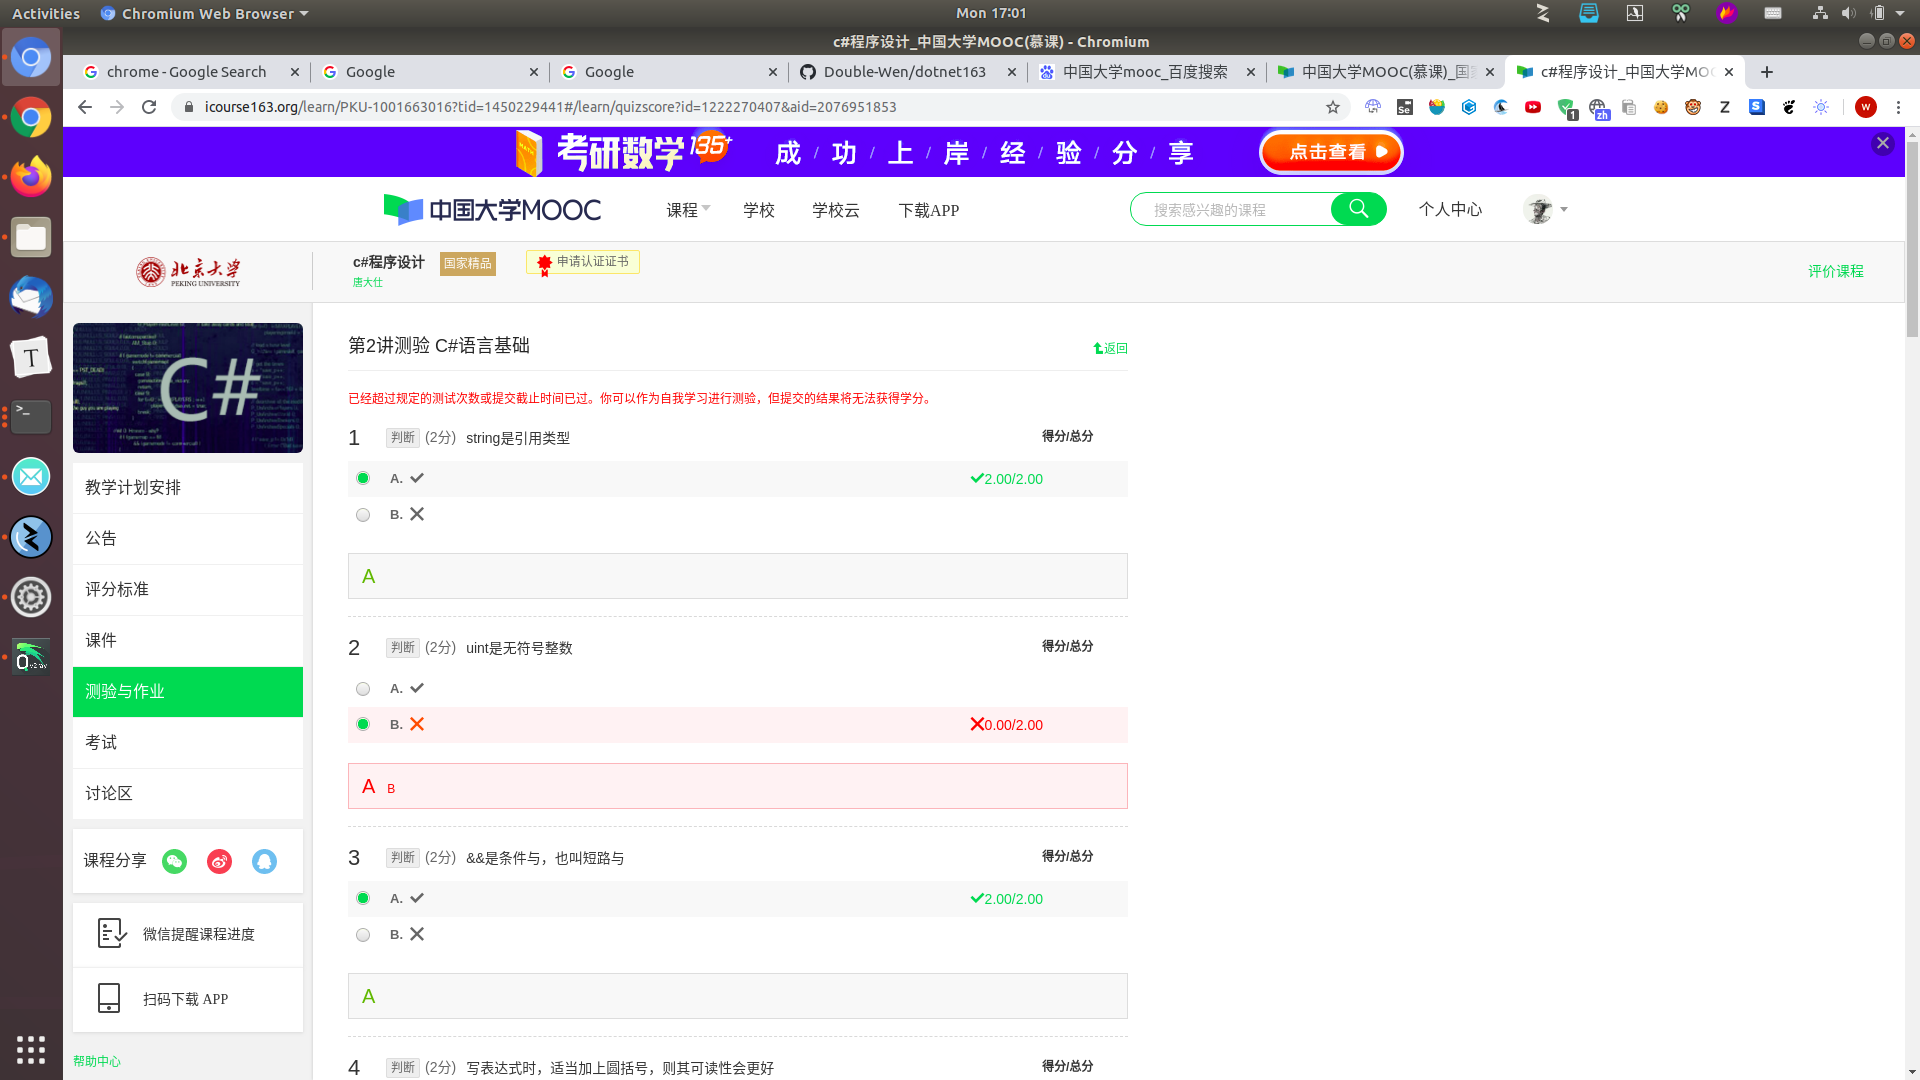 Activities
Chromium Web Browser
Mon 17:01
c#程序设计_中国大学MOOC(慕课) - Chromium
chrome - Google Search
Google
Google
Double-Wen/dotnet163
中国大学mooc_百度搜索
中国大学MOOC(慕课)_国
c#程序设计_中国大学MOO
icourse163.org/learn/PKU-1001663016?tid=1450229441#/learn/quizscore?id=1222270407&aid=2076951853
考研数学135+
成 / 功 / 上 / 岸 / 经 / 验 / 分 / 享
点击查看
中国大学MOOC
课程
学校
学校云
下载APP
搜索感兴趣的课程
个人中心
北京大学
PEKING UNIVERSITY
c#程序设计
国家精品
申请认证证书
唐大仕
评价课程
C#
教学计划安排
公告
评分标准
课件
测验与作业
考试
讨论区
课程分享
微信提醒课程进度
扫码下载 APP
帮助中心
第2讲测验 C#语言基础
返回
已经超过规定的测试次数或提交截止时间已过。你可以作为自我学习进行测验，但提交的结果将无法获得学分。
1 判断 (2分) string是引用类型 得分/总分
A. 2.00/2.00
B.
A
2 判断 (2分) uint是无符号整数 得分/总分
A.
B. 0.00/2.00
A B
3 判断 (2分) &&是条件与，也叫短路与 得分/总分
A. 2.00/2.00
B.
A
4 判断 (2分) 写表达式时，适当加上圆括号，则其可读性会更好 得分/总分